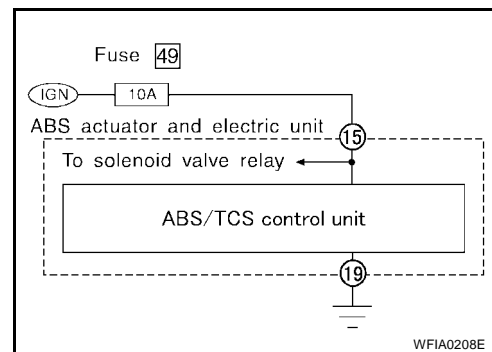 Fuse 49
IGN
10A
ABS actuator and electric unit
15
To solenoid valve relay
ABS/TCS control unit
19
WFIA0208E